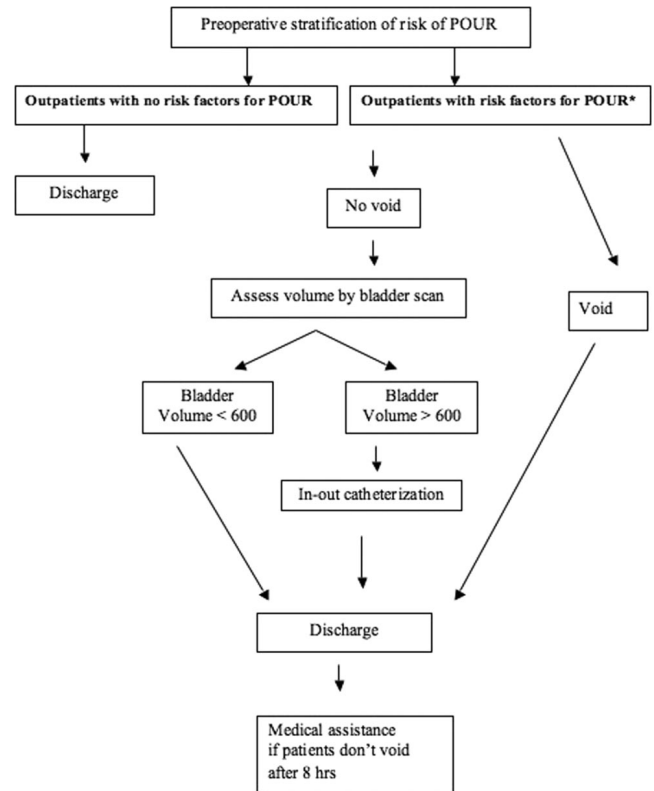 Preoperative stratification of risk of POUR
Outpatients with no risk factors for POUR
Outpatients with risk factors for POUR*
Discharge
No void
Assess volume by bladder scan
Void
Bladder
Volume < 600
Bladder
Volume > 600
In-out catheterization
Discharge
Medical assistance
if patients don't void
after 8 hrs